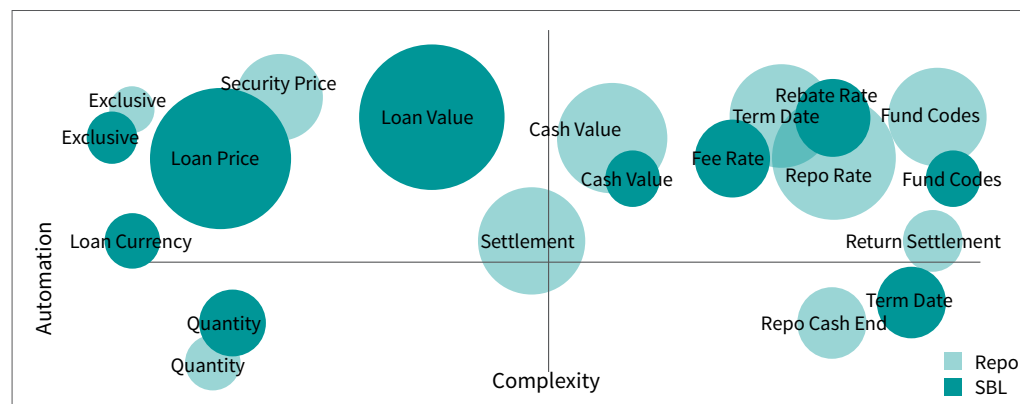 Security Price
Exclusive
Exclusive
Loan Price
Loan Value
Cash Value
Cash Value
Rebate Rate
Term Date
Fund Codes
Fee Rate
Repo Rate
Fund Codes
Loan Currency
Settlement
Return Settlement
Automation
Quantity
Quantity
Term Date
Repo Cash End
Complexity
Repo
SBL